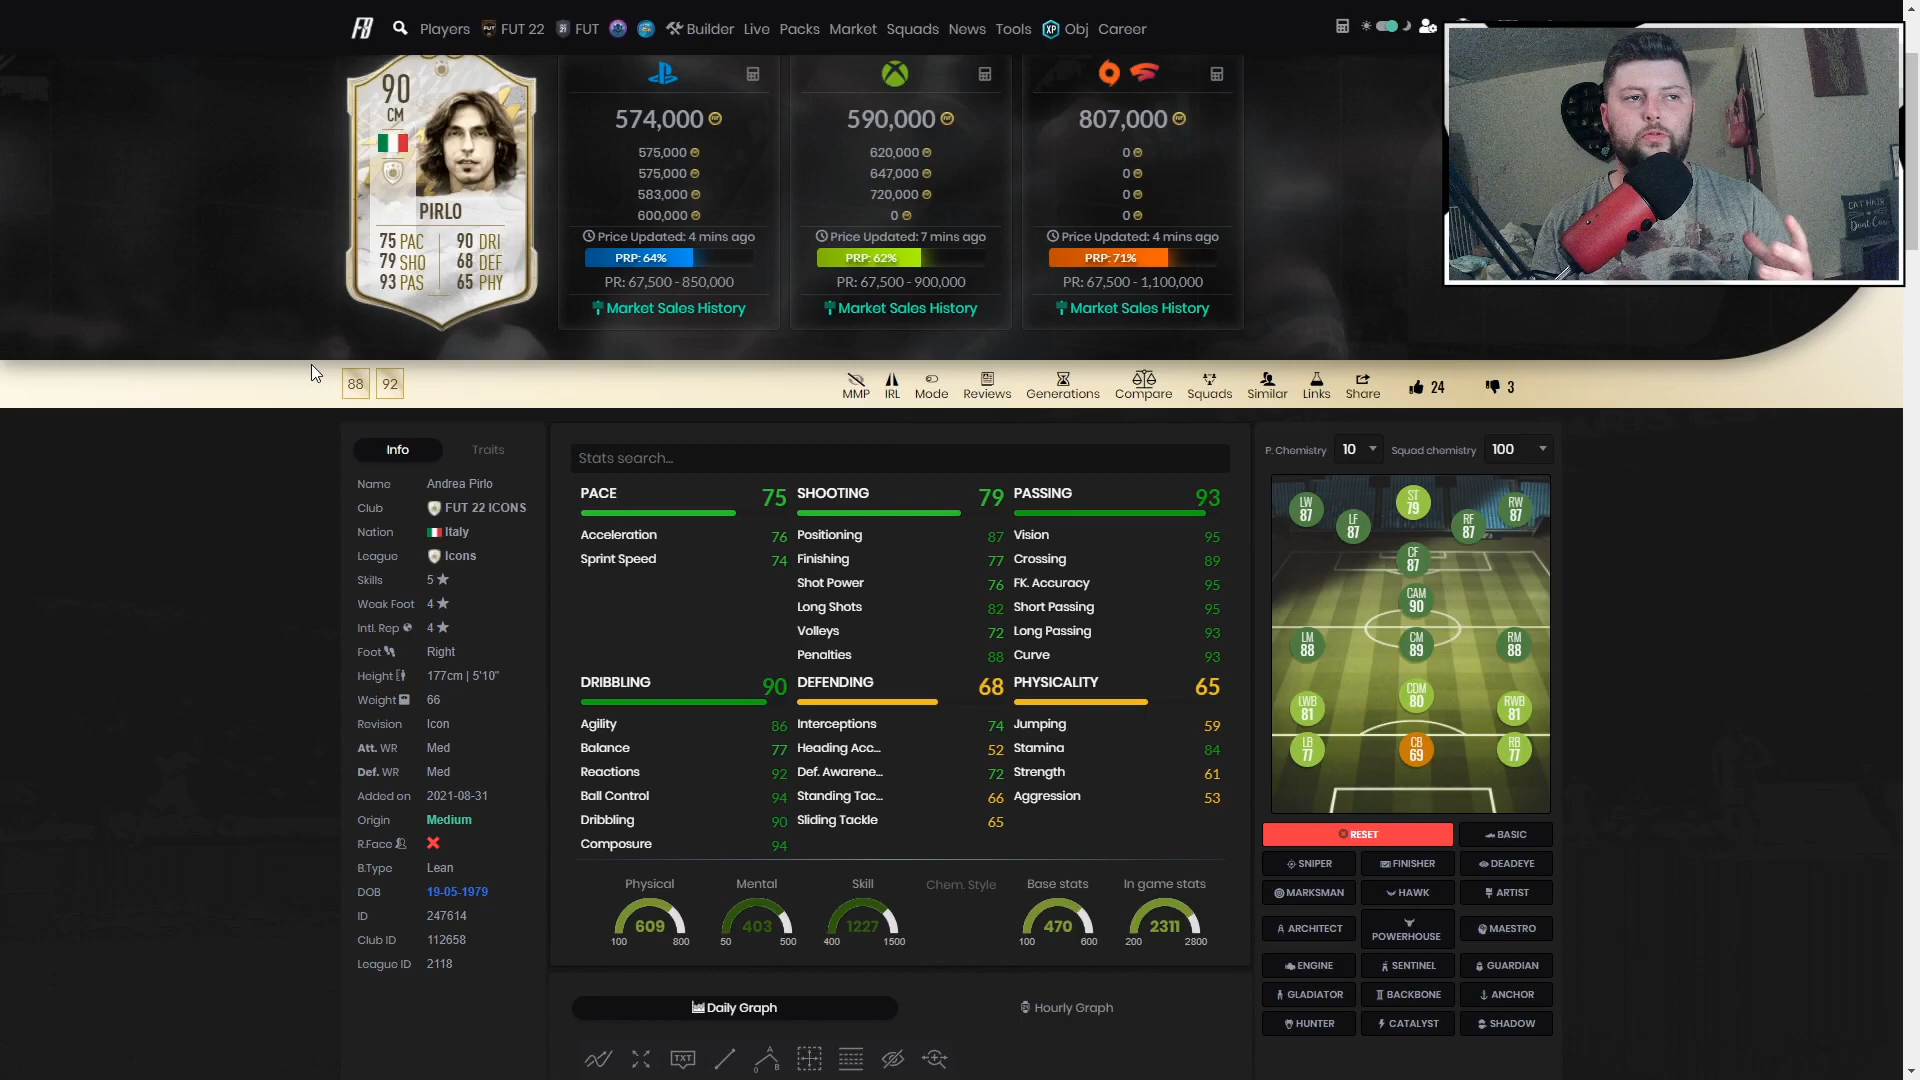 FB Players FUT 22 FUT Builder Live Packs Market Squads News Tools Obj Career
90
CM
PIRLO
75 PAC 90 DRI
79 SHO 68 DEF
93 PAS 65 PHY
574,000
575,000
575,000
583,000
600,000
Price Updated: 4 mins ago
PRP: 64%
PR: 67,500 - 850,000
Market Sales History
590,000
620,000
647,000
720,000
0
Price Updated: 7 mins ago
PRP: 62%
PR: 67,500 - 900,000
Market Sales History
807,000
0
0
0
0
Price Updated: 4 mins ago
PRP: 71%
PR: 67,500 - 1,100,000
Market Sales History
CAT HAIR
88 92
MMP IRL Mode Reviews Generations Compare Squads Similar Links Share 24 3
Info Traits
Name Andrea Pirlo
Club FUT 22 ICONS
Nation Italy
League Icons
Skills 5
Weak Foot 4
Intl. Rep 4
Foot Right
Height 177cm | 5'10"
Weight 66
Revision Icon
Att. WR Med
Def. WR Med
Added on 2021-08-31
Origin Medium
R.Face
B.Type Lean
DOB 19-05-1979
ID 247614
Club ID 112658
League ID 2118
Stats search...
PACE 75
Acceleration 76
Sprint Speed 74
SHOOTING 79
Positioning 87
Finishing 77
Shot Power 76
Long Shots 82
Volleys 72
Penalties 88
PASSING 93
Vision 95
Crossing 89
FK. Accuracy 95
Short Passing 95
Long Passing 93
Curve 93
DRIBBLING 90
Agility 86
Balance 77
Reactions 92
Ball Control 94
Dribbling 90
Composure 94
DEFENDING 68
Interceptions 74
Heading Acc... 52
Def. Awarene... 72
Standing Tac... 66
Sliding Tackle 65
PHYSICALITY 65
Jumping 59
Stamina 84
Strength 61
Aggression 53
Physical Mental Skill Chem. Style Base stats In game stats
609 403 1227 470 2311
100 800 50 500 400 1500 100 600 200 2800
Daily Graph Hourly Graph
TXT
A
0 B
P. Chemistry 10 Squad chemistry 100
LW
87
ST
79
RW
87
LF
87
RF
87
CF
87
CAM
90
LM
88
CM
89
RM
88
LWB
81
CDM
80
RWB
81
LB
77
CB
69
RB
77
RESET BASIC
SNIPER FINISHER DEADEYE
MARKSMAN HAWK ARTIST
ARCHITECT POWERHOUSE MAESTRO
ENGINE SENTINEL GUARDIAN
GLADIATOR BACKBONE ANCHOR
HUNTER CATALYST SHADOW